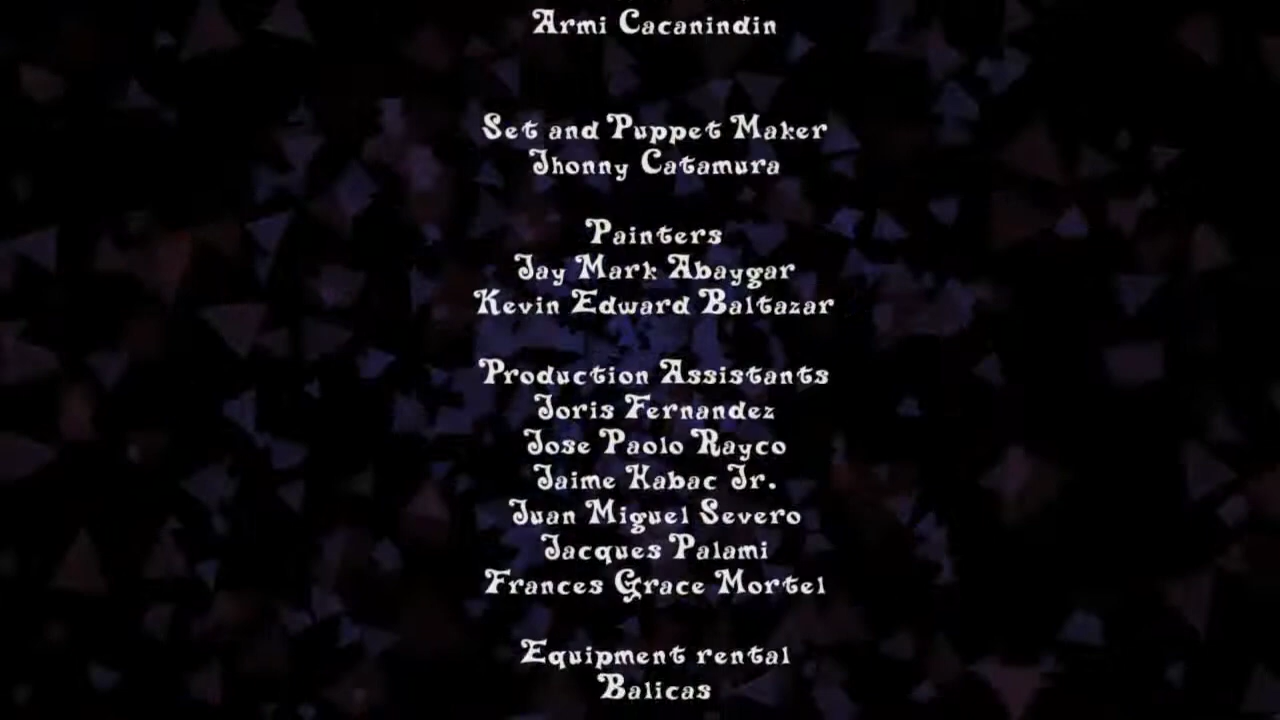 Armi Cacanindin
Set and Puppet Maker
Jhonny Catamura
Painters
Jay Mark Abaygar
Kevin Edward Baltazar
Production Assistants
Joris Fernandez
Jose Paolo Rayco
Jaime Habac Jr.
Juan Miguel Severo
Jacques Palami
Frances Grace Mortel
Equipment rental
Balicas